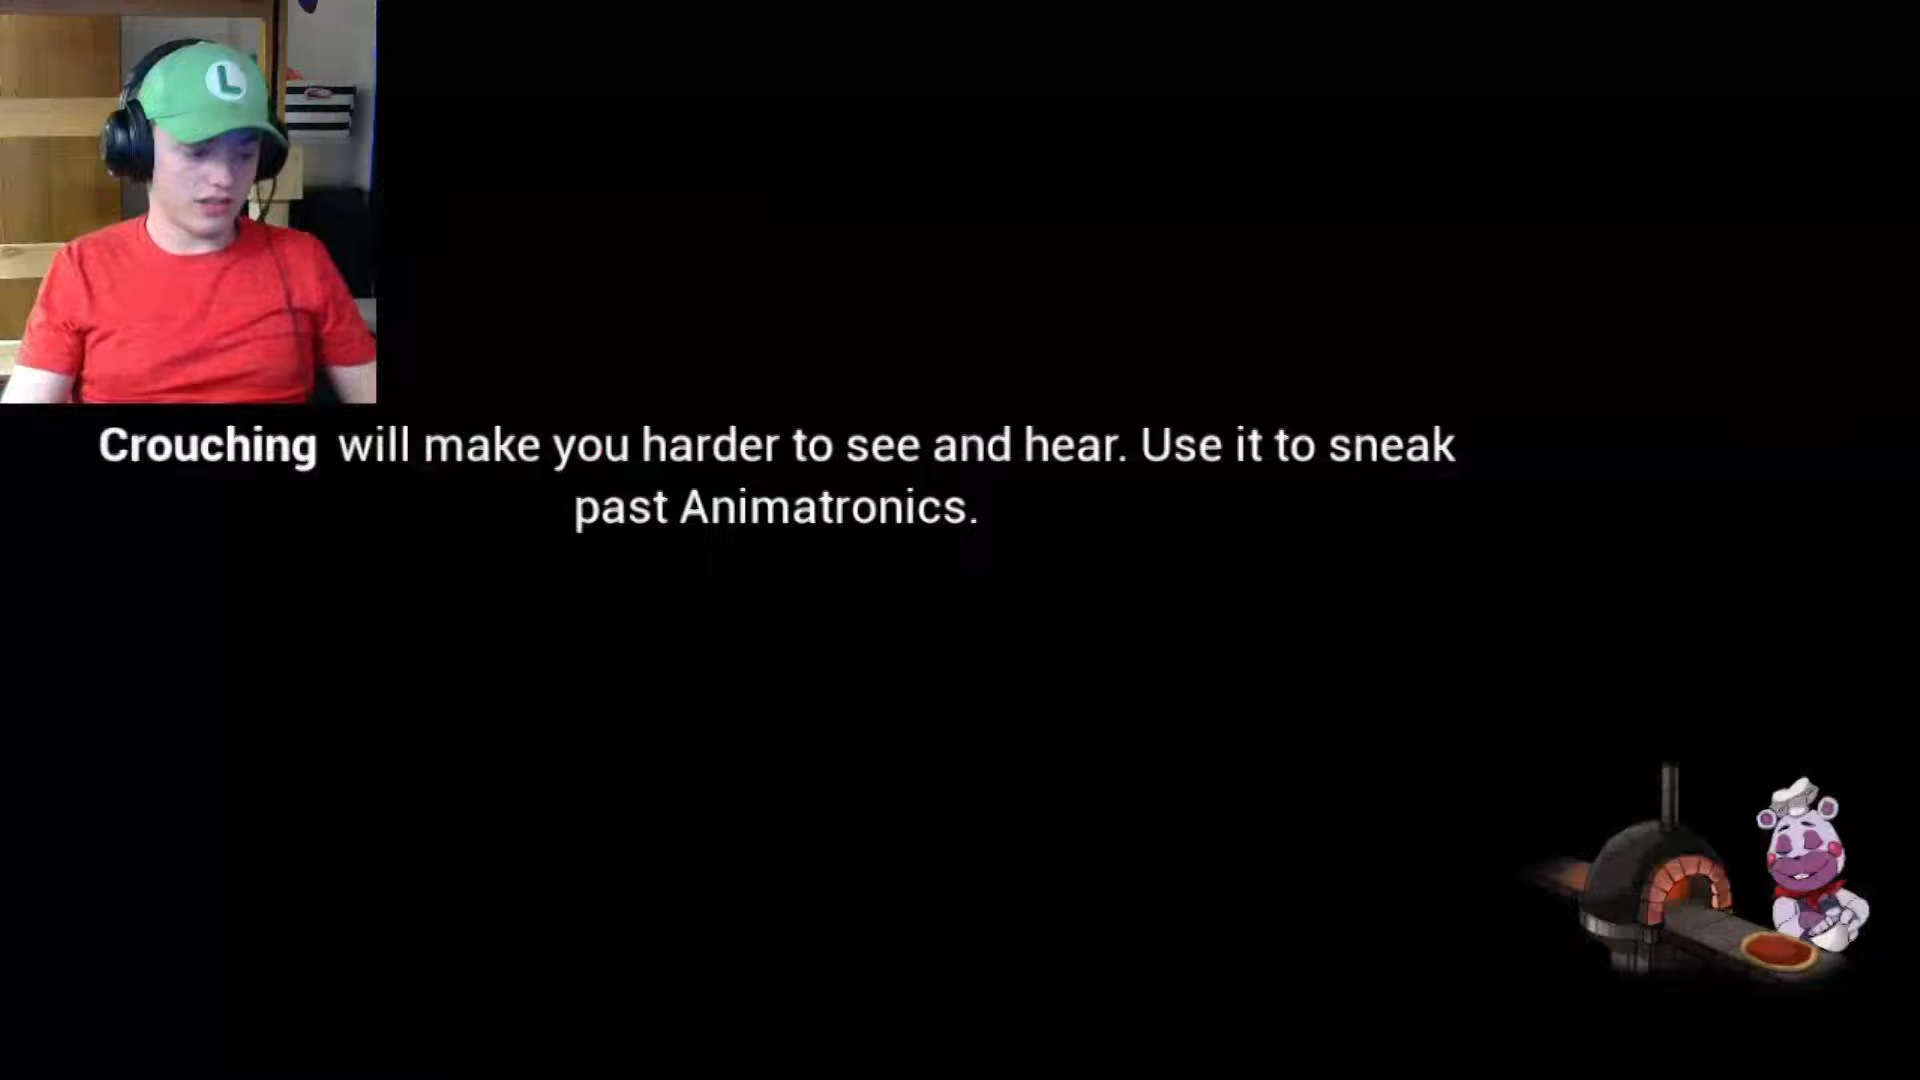 L
Crouching will make you harder to see and hear. Use it to sneak
past Animatronics.